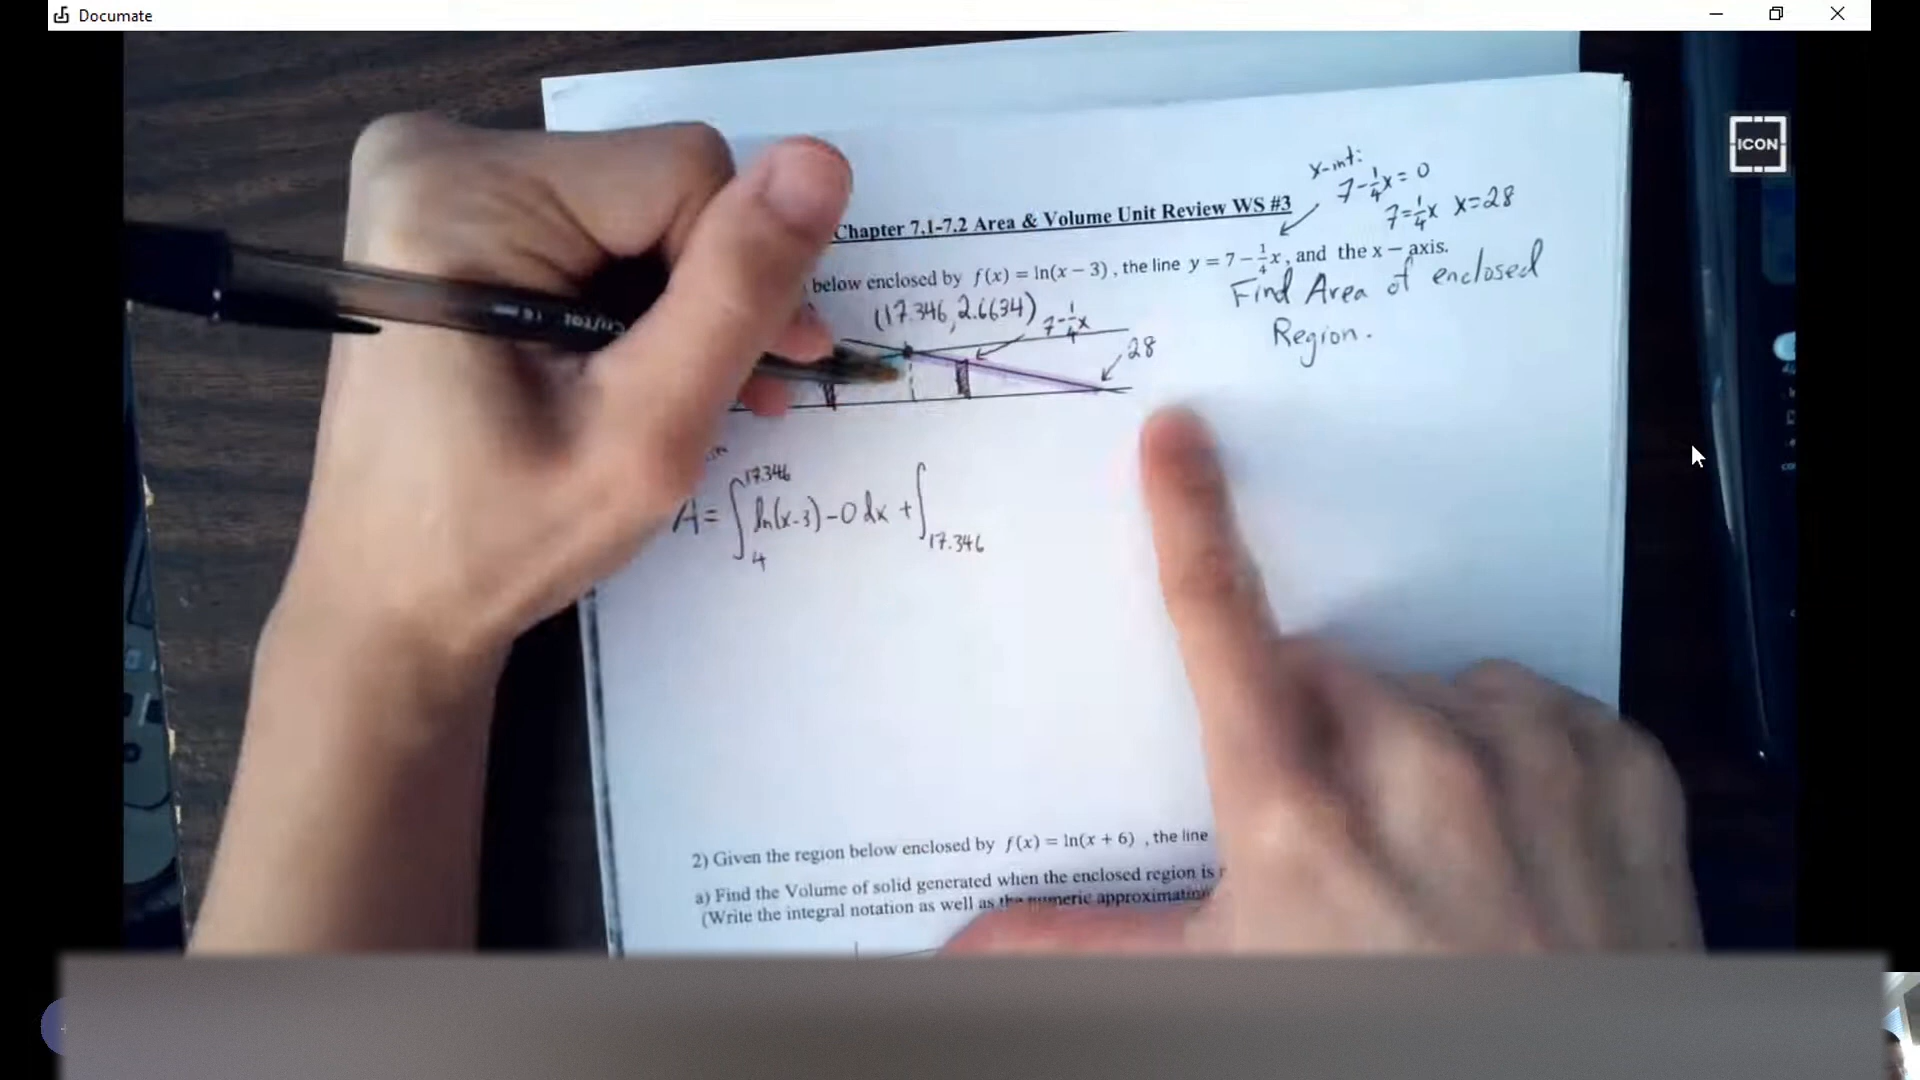 Documate
ICON
x-int:
7-1/4x=0
7=1/4x x=28
Chapter 7.1-7.2 Area & Volume Unit Review WS #3
below enclosed by f(x) = ln(x − 3), the line y = 7 − 1/4x, and the x − axis.
Find Area of enclosed
Region.
(17.346, 2.6634)
7-1/4x
28
A = ∫ 4 17.346 ln(x-3)-0 dx + ∫ 17.346
2) Given the region below enclosed by f(x) = ln(x + 6) , the line
a) Find the Volume of solid generated when the enclosed region is
(Write the integral notation as well as the numeric approximation